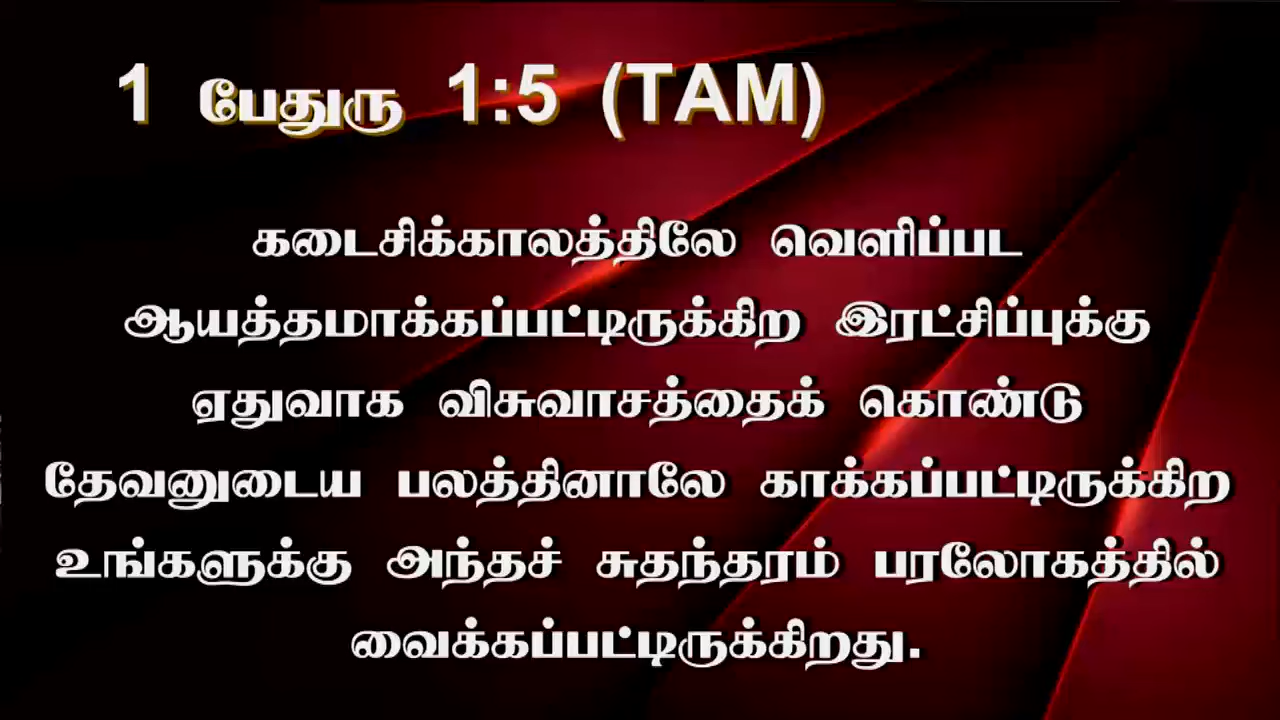 1 பேதுரு 1:5 (TAM)
கடைசிக்காலத்திலே வெளிப்பட
ஆயத்தமாக்கப்பட்டிருக்கிற இரட்சிப்புக்கு
ஏதுவாக விசுவாசத்தைக் கொண்டு
தேவனுடைய பலத்தினாலே காக்கப்பட்டிருக்கிற
உங்களுக்கு அந்தச் சுதந்தரம் பரலோகத்தில்
வைக்கப்பட்டிருக்கிறது.